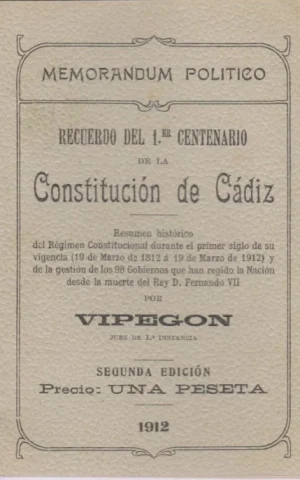 MEMORANDUM POLITICO
RECUERDO DEL 1.ER CENTENARIO
DE LA
Constitución de Cádiz
Resumen histórico
del Régimen Constitucional durante el primer siglo de su
vigencia (19 de Marzo de 1812 á 19 de Marzo de 1912) y
de la gestión de los 98 Gobiernos que han regido la Nación
desde la muerte del Rey D. Fernando VII
POR
VIPEGON
JUEZ DE 1.ª INSTANCIA
SEGUNDA EDICIÓN
Precio: UNA PESETA
1912